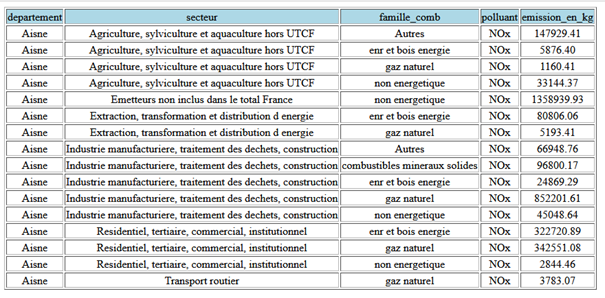 departement secteur famille_comb polluant emission_en_kg
Aisne Agriculture, sylviculture et aquaculture hors UTCF Autres NOx 147929.41
Aisne Agriculture, sylviculture et aquaculture hors UTCF enr et bois energie NOx 5876.40
Aisne Agriculture, sylviculture et aquaculture hors UTCF gaz naturel NOx 1160.41
Aisne Agriculture, sylviculture et aquaculture hors UTCF non energetique NOx 33144.37
Aisne Emetteurs non inclus dans le total France non energetique NOx 1358939.93
Aisne Extraction, transformation et distribution d energie enr et bois energie NOx 80806.06
Aisne Extraction, transformation et distribution d energie gaz naturel NOx 5193.41
Aisne Industrie manufacturiere, traitement des dechets, construction Autres NOx 66948.76
Aisne Industrie manufacturiere, traitement des dechets, construction combustibles mineraux solides NOx 96800.17
Aisne Industrie manufacturiere, traitement des dechets, construction enr et bois energie NOx 24869.29
Aisne Industrie manufacturiere, traitement des dechets, construction gaz naturel NOx 852201.61
Aisne Industrie manufacturiere, traitement des dechets, construction non energetique NOx 45048.64
Aisne Residentiel, tertiaire, commercial, institutionnel enr et bois energie NOx 322720.89
Aisne Residentiel, tertiaire, commercial, institutionnel gaz naturel NOx 342551.08
Aisne Residentiel, tertiaire, commercial, institutionnel non energetique NOx 2844.46
Aisne Transport routier gaz naturel NOx 3783.07